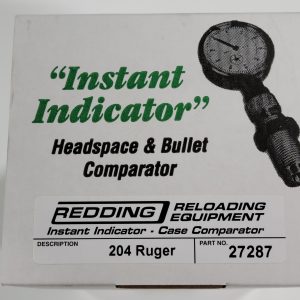 "Instant
Indicator"
Headspace & Bullet
Comparator
REDDING RELOADING
EQUIPMENT
Instant Indicator - Case Comparator
DESCRIPTION 204 Ruger PART NO. 27287